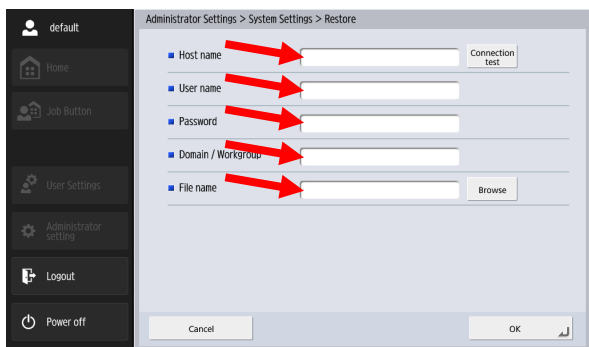 default
Home
Job Button
User Settings
Administrator
setting
Logout
Power off
Administrator Settings > System Settings > Restore
Host name
Connection
test
User name
Password
Domain / Workgroup
File name
Browse
Cancel
OK